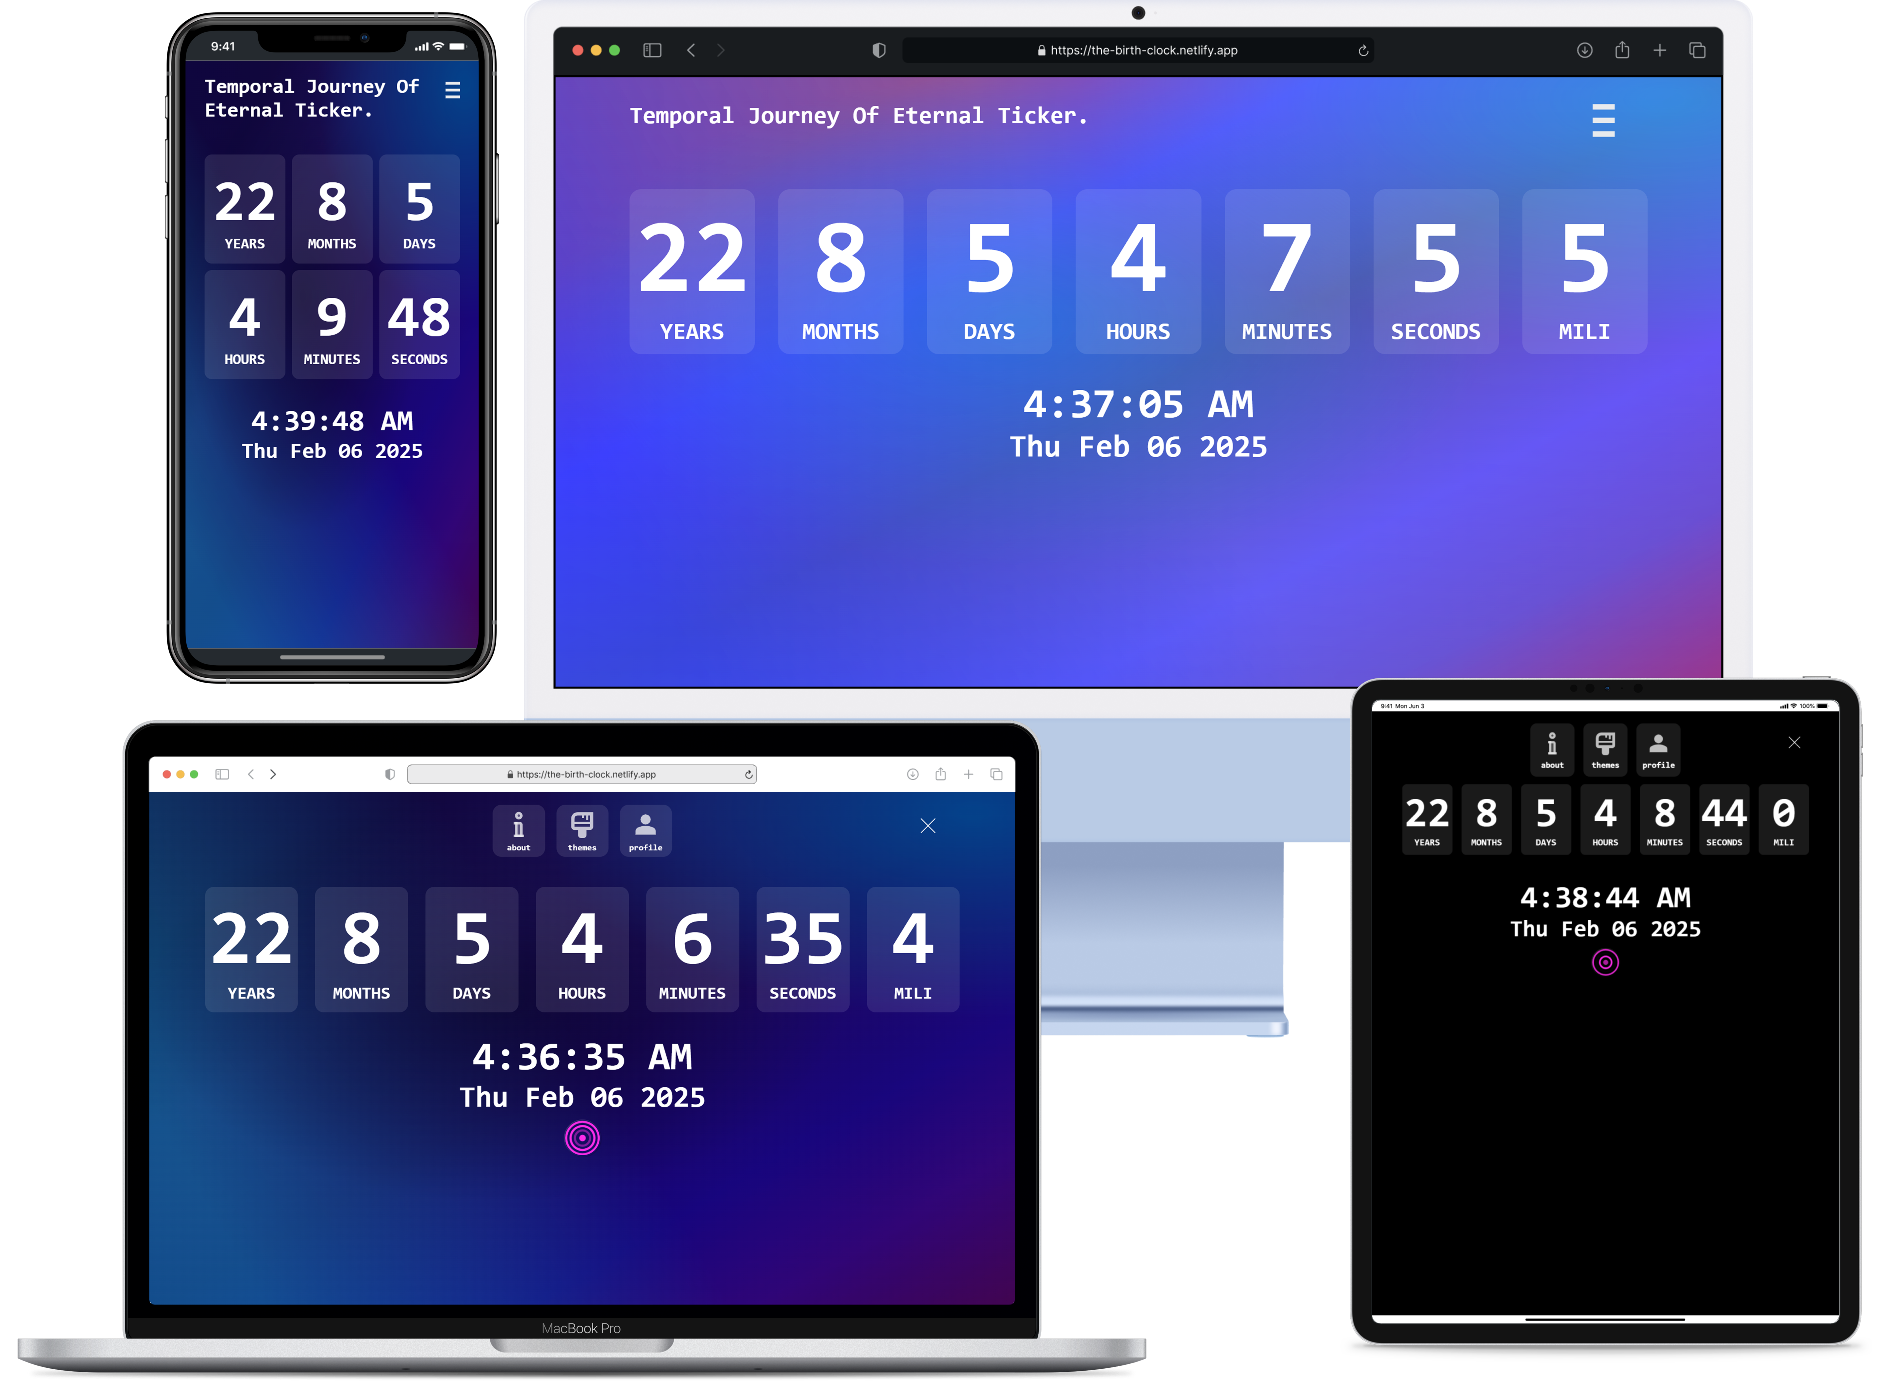 9:41
Temporal Journey Of
Eternal Ticker.
22 8 5
YEARS MONTHS DAYS
4 9 48
HOURS MINUTES SECONDS
4:39:48 AM
Thu Feb 06 2025
https://the-birth-clock.netlify.app
Temporal Journey Of Eternal Ticker.
22 8 5 4 7 5 5
YEARS MONTHS DAYS HOURS MINUTES SECONDS MILI
4:37:05 AM
Thu Feb 06 2025
https://the-birth-clock.netlify.app
about themes profile
22 8 5 4 6 35 4
YEARS MONTHS DAYS HOURS MINUTES SECONDS MILI
4:36:35 AM
Thu Feb 06 2025
MacBook Pro
9:41 Mon Jun 3 100%
about themes profile
22 8 5 4 8 44 0
YEARS MONTHS DAYS HOURS MINUTES SECONDS MILI
4:38:44 AM
Thu Feb 06 2025